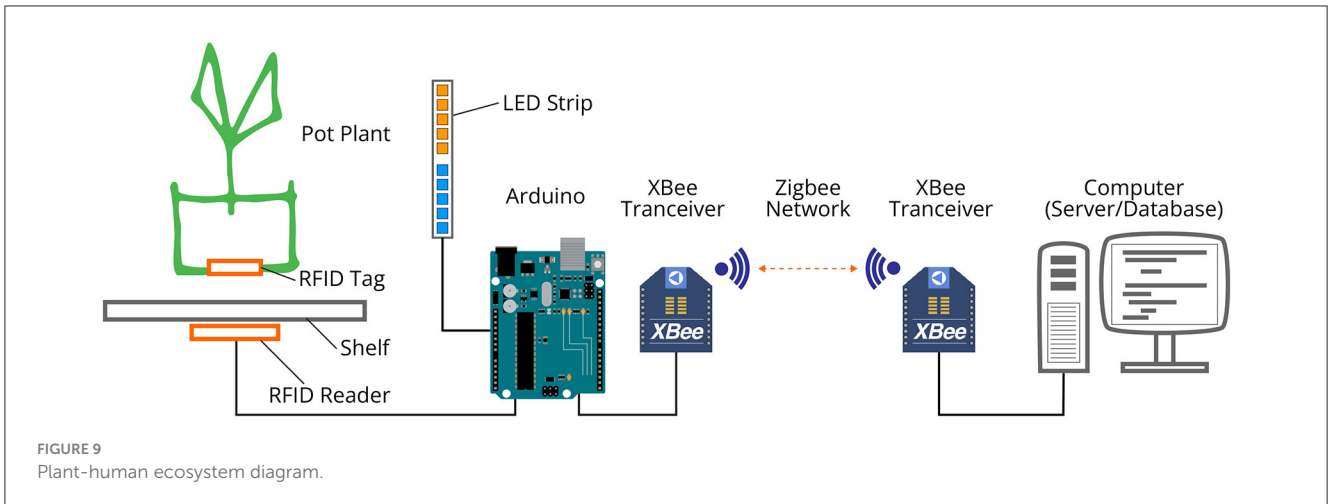 Pot Plant
LED Strip
Arduino
XBee
Tranceiver
Zigbee
Network
XBee
Tranceiver
Computer
(Server/Database)
RFID Tag
Shelf
RFID Reader
XBee
XBee
FIGURE 9
Plant-human ecosystem diagram.